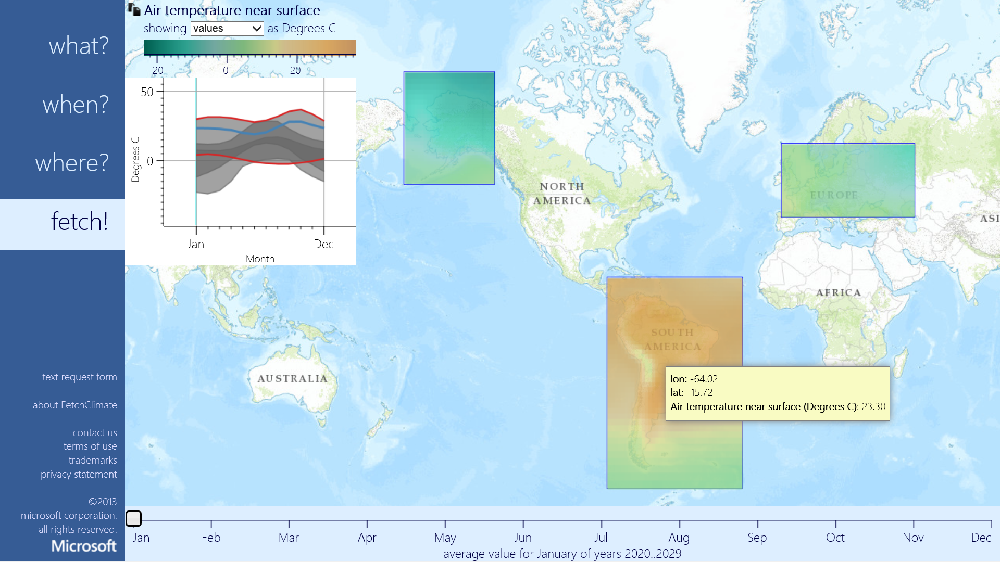 what?
when?
where?
fetch!
text request form
about FetchClimate
contact us
terms of use
trademarks
privacy statement
©2013
microsoft corporation.
all rights reserved.
Microsoft
Air temperature near surface
showing values as Degrees C
-20 0 20
50
0
Degrees C
Jan Dec
Month
NORTH
AMERICA
EUROPE
ASI
AFRICA
SOUTH
AMERICA
AUSTRALIA
lon: -64.02
lat: -15.72
Air temperature near surface (Degrees C): 23.30
Jan Feb Mar Apr May Jun Jul Aug Sep Oct Nov Dec
average value for January of years 2020..2029